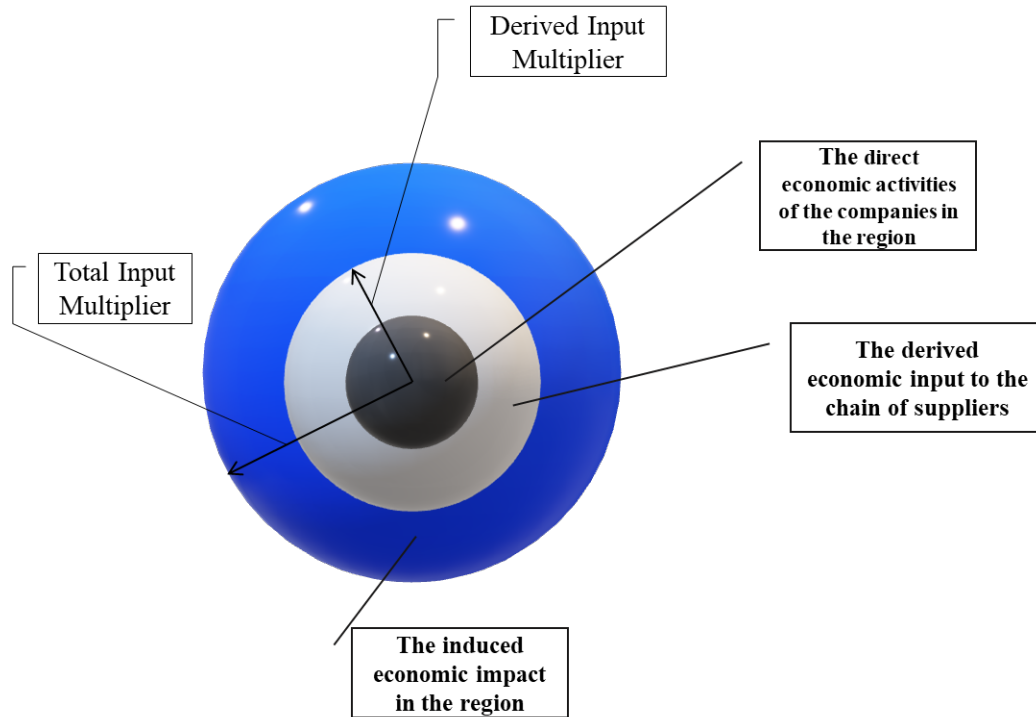 Derived Input
Multiplier
The direct
economic activities
of the companies in
the region
Total Input
Multiplier
The derived
economic input to the
chain of suppliers
The induced
economic impact
in the region